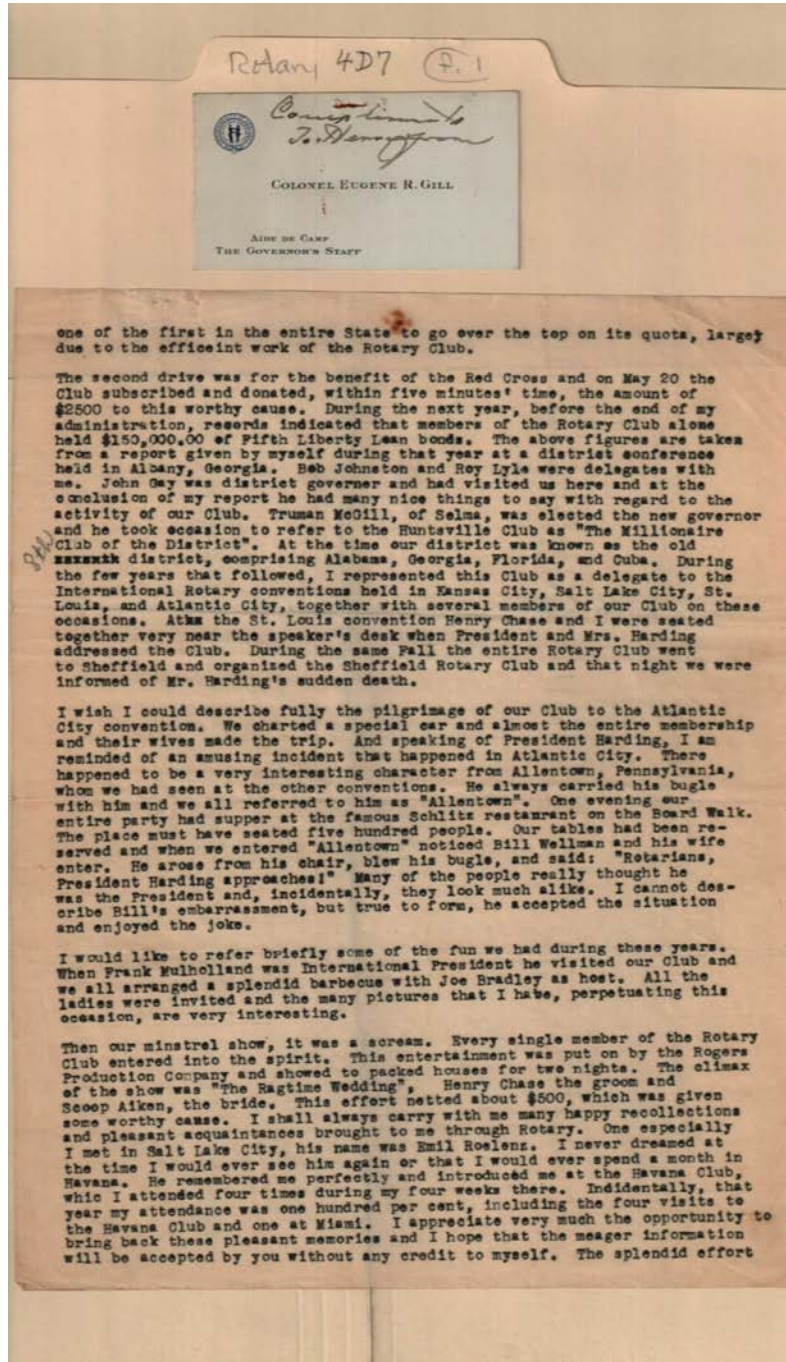 Rotary 4D7 P. 1
Compliments
To Henry
COLONEL EUGENE R. GILL
AIDE DE CAMP
THE GOVERNOR'S STAFF
one of the first in the entire State to go over the top on its quota, largey
due to the efficeint work of the Rotary Club.
The second drive was for the benefit of the Red Cross and on May 20 the
Club subscribed and donated, within five minutes' time, the amount of
$2500 to this worthy cause. During the next year, before the end of my
administration, records indicated that members of the Rotary Club alone
held $150,000.00 of Fifth Liberty Loan bonds. The above figures are taken
from a report given by myself during that year at a district conference
held in Albany, Georgia. Bob Johnston and Roy Lyle were delegates with
me. John Gay was district governer and had visited us here and at the
conclusion of my report he had many nice things to say with regard to the
activity of our Club. Truman McGill, of Selma, was elected the new governor
and he took occasion to refer to the Huntsville Club as "The Millionaire
Club of the District". At the time our district was known as the old
8th district, comprising Alabama, Georgia, Florida, and Cuba. During
the few years that followed, I represented this Club as a delegate to the
International Rotary conventions held in Kansas City, Salt Lake City, St.
Louis, and Atlantic City, together with several members of our Club on these
occasions. Atxx the St. Louis convention Henry Chase and I were seated
together very near the speaker's desk when President and Mrs. Harding
addressed the Club. During the same Fall the entire Rotary Club went
to Sheffield and organized the Sheffield Rotary Club and that night we were
informed of Mr. Harding's sudden death.
I wish I could describe fully the pilgrimage of our Club to the Atlantic
City convention. We charted a special car and almost the entire membership
and their wives made the trip. And speaking of President Harding, I am
reminded of an amusing incident that happened in Atlantic City. There
happened to be a very interesting character from Allentown, Pennsylvania,
whom we had seen at the other conventions. He always carried his bugle
with him and we all referred to him as "Allentown". One evening our
entire party had supper at the famous Schlitz restaurant on the Board Walk.
The place must have seated five hundred people. Our tables had been re-
served and when we entered "Allentown" noticed Bill Wellman and his wife
enter. He arose from his chair, blew his bugle, and said: "Rotarians,
President Harding approaches!" Many of the people really thought he
was the President and, incidentally, they look much alike. I cannot des-
cribe Bill's embarrassment, but true to form, he accepted the situation
and enjoyed the joke.
I would like to refer briefly some of the fun we had during these years.
When Frank Mulholland was International President he visited our Club and
we all arranged a splendid barbecue with Joe Bradley as host. All the
ladies were invited and the many pictures that I habe, perpetuating this
occasion, are very interesting.
Then our minstrel show, it was a scream. Every single member of the Rotary
Club entered into the spirit. This entertainment was put on by the Rogers
Production Company and showed to packed houses for two nights. The climax
of the show was "The Ragtime Wedding", Henry Chase the groom and
Scoop Aiken, the bride. This effort netted about $500, which was given
some worthy cause. I shall always carry with me many happy recollections
and pleasant acquaintances brought to me through Rotary. One especially
I met in Salt Lake City, his name was Emil Roelenz. I never dreamed at
the time I would ever see him again or that I would ever spend a month in
Havana. He remembered me perfectly and introduced me at the Havana Club,
whic I attended four times during my four weeks there. Indidentally, that
year my attendance was one hundred per cent, including the four visits to
the Havana Club and one at Miami. I appreciate very much the opportunity to
bring back these pleasant memories and I hope that the meager information
will be accepted by you without any credit to myself. The splendid effort